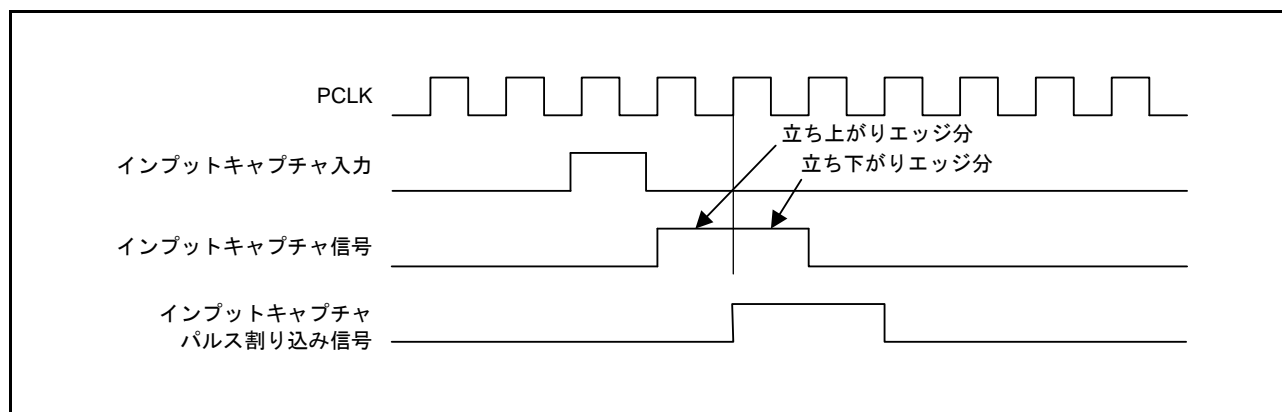 PCLK
立ち上がりエッジ分
インプットキャプチャ入力
立ち下がりエッジ分
インプットキャプチャ信号
インプットキャプチャ
パルス割り込み信号